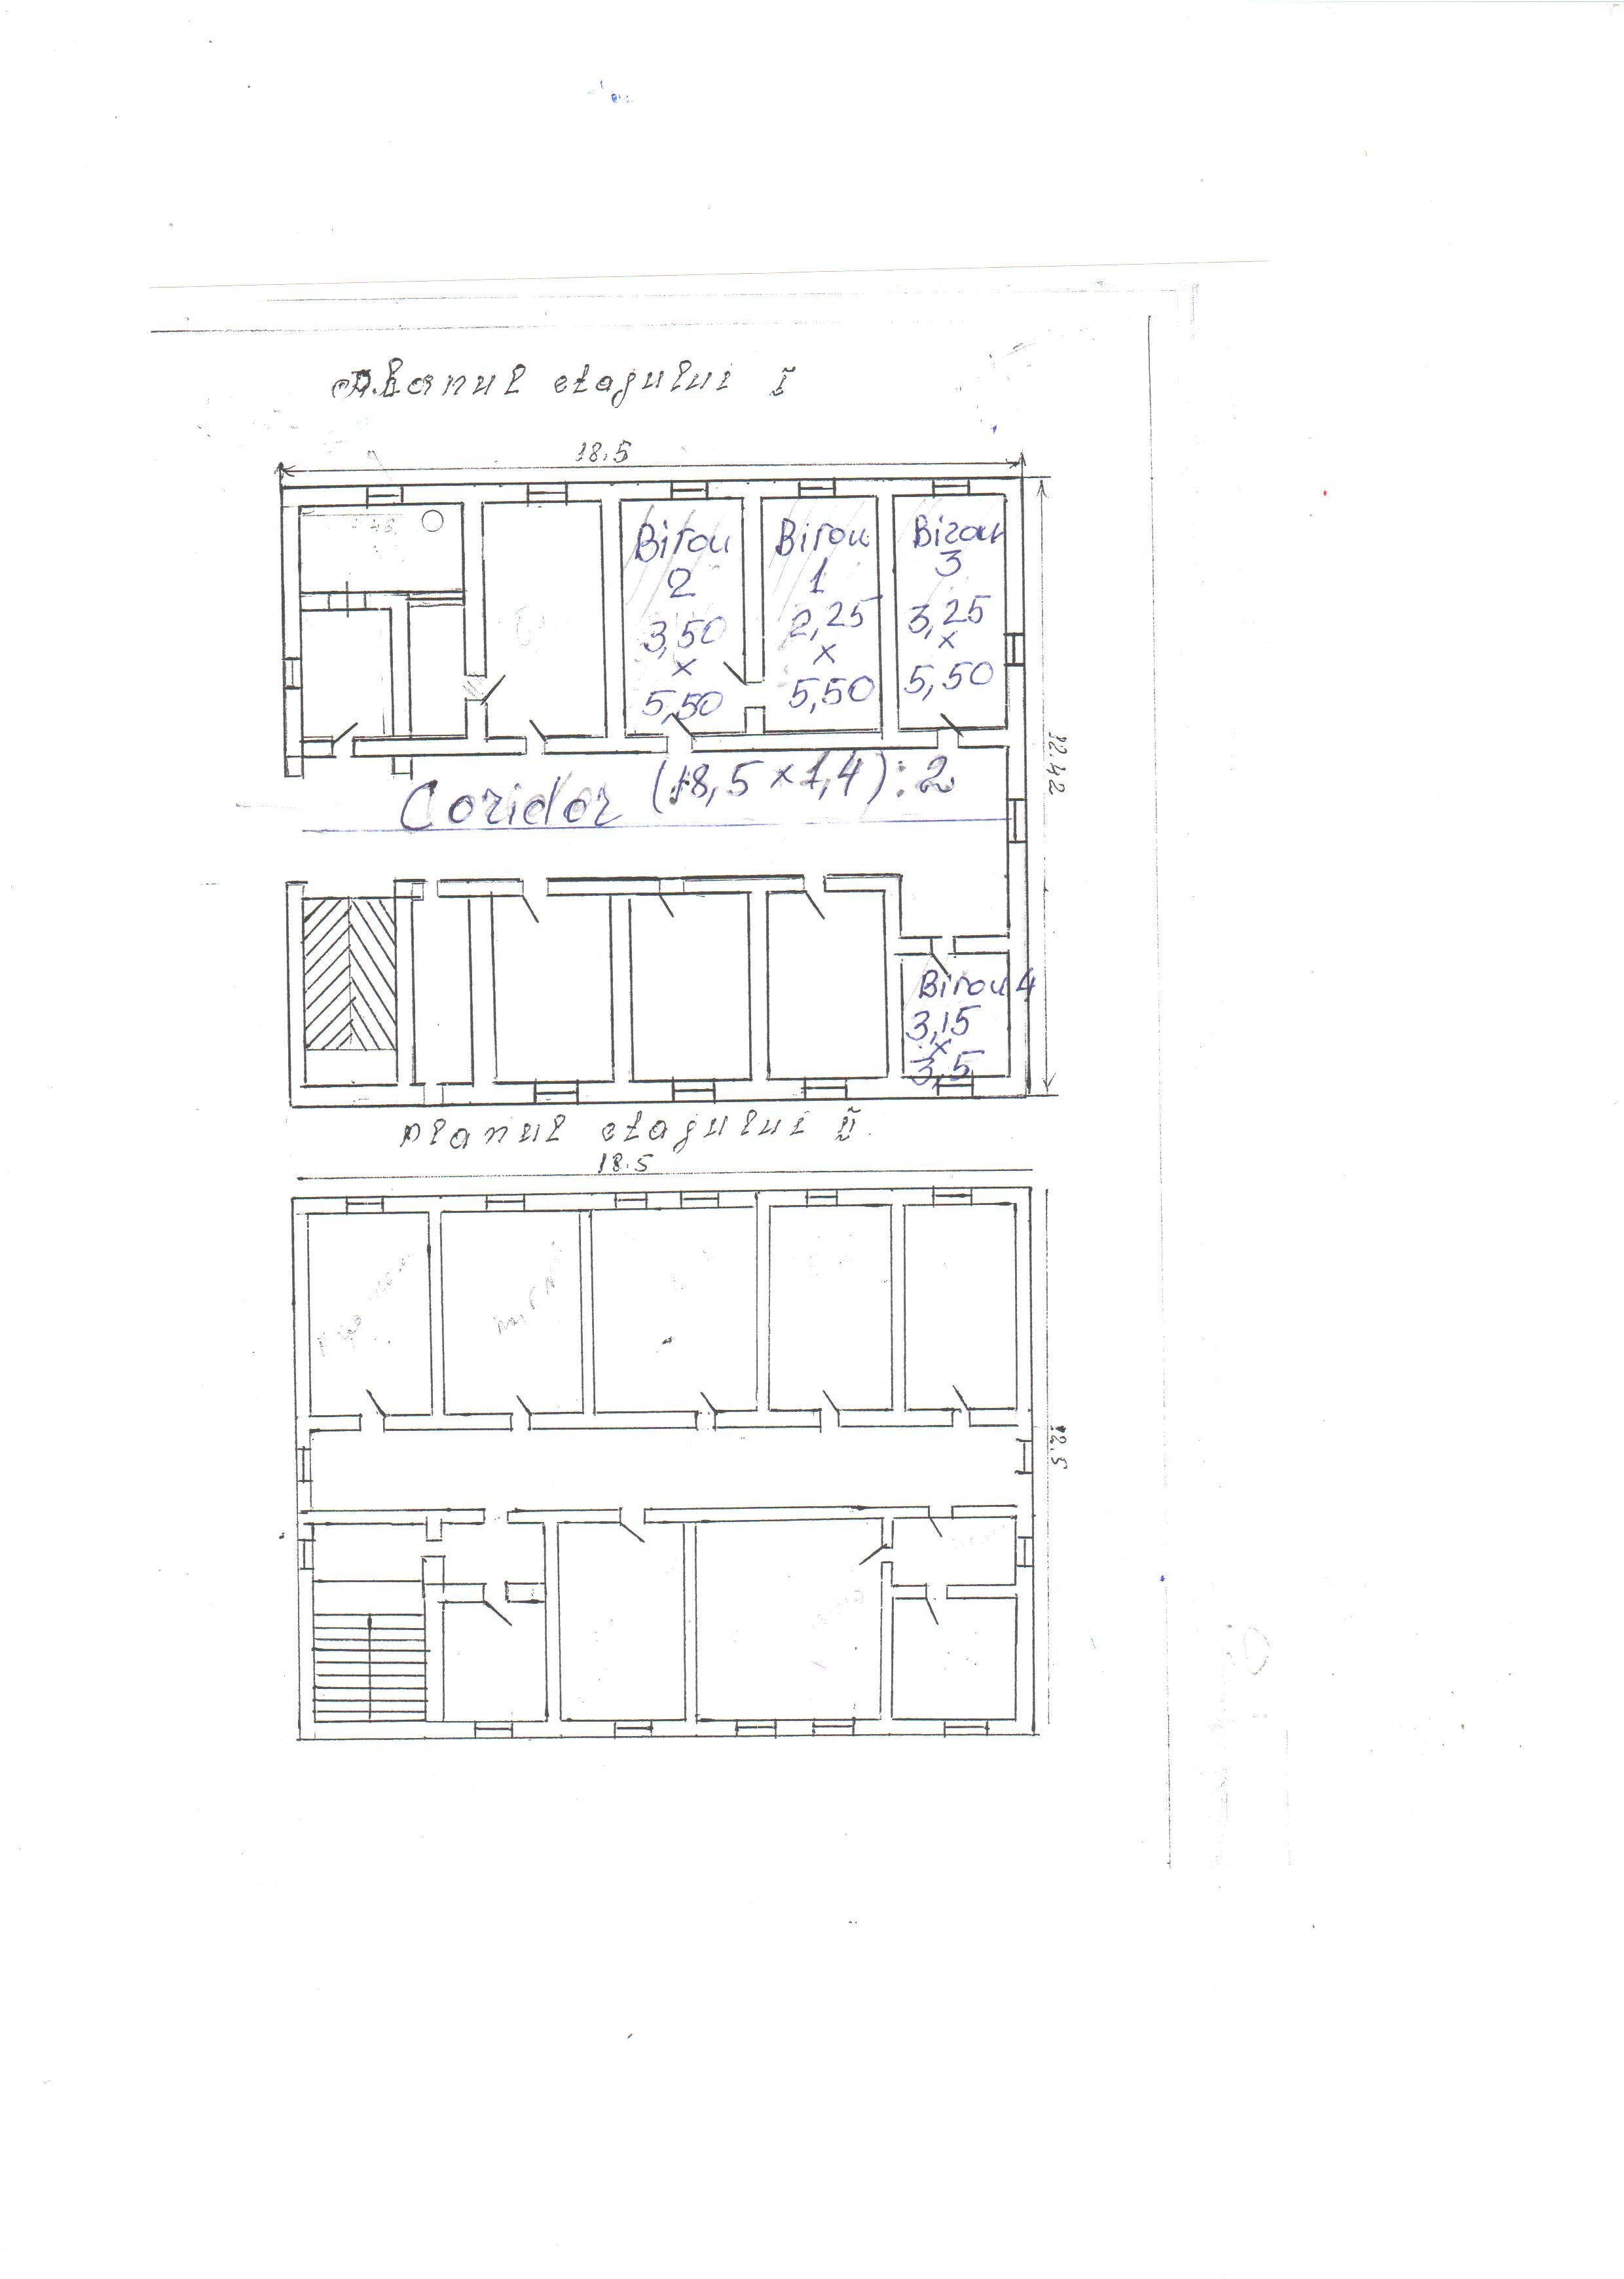 Planul etajului I
18.5
Birou
2
3,50
x
5,50
Birou
1
2,25
x
5,50
Birou
3
3,25
x
5,50
12.42
Coridor (18,5 x 1,4) : 2
Birou 4
3,15
x
3,5
Planul etajului II
18.5
12.5